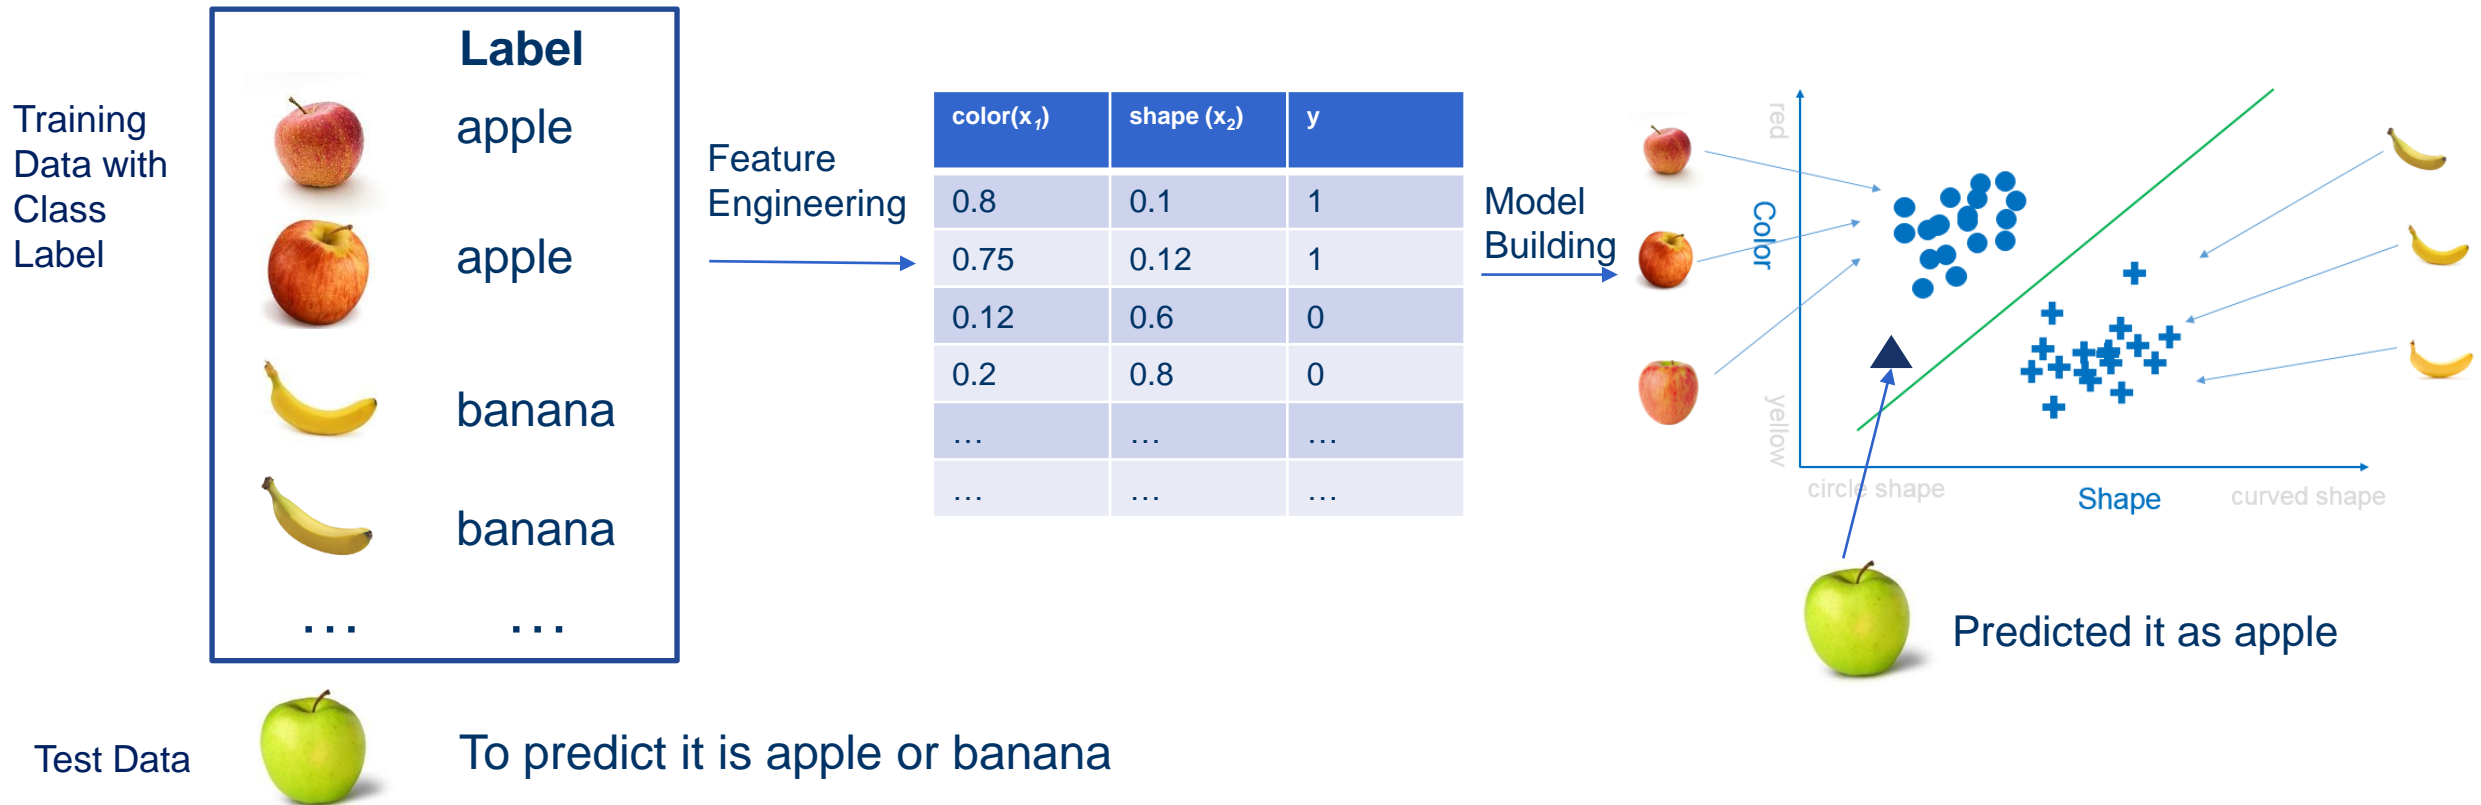 Label
Training
Data with
Class
Label
apple
apple
banana
banana
… …
Feature
Engineering
color(x₁) shape (x₂) y
0.8 0.1 1
0.75 0.12 1
0.12 0.6 0
0.2 0.8 0
… … …
… … …
Model
Building
red
Color
yellow
circle shape
Shape
curved shape
Predicted it as apple
Test Data
To predict it is apple or banana